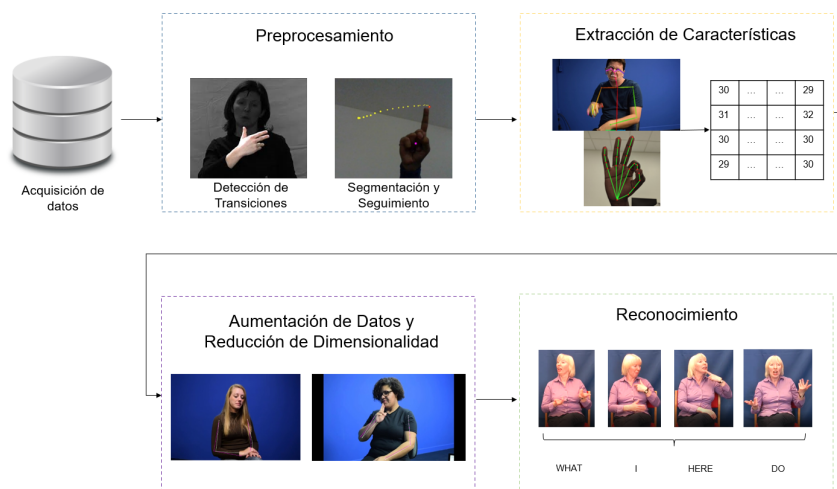 Preprocesamiento
Extracción de Características
30 ... ... 29
31 ... ... 32
30 ... ... 30
29 ... ... 30
Acquisición de
datos
Detección de
Transiciones
Segmentación y
Seguimiento
Aumentación de Datos y
Reducción de Dimensionalidad
Reconocimiento
WHAT I HERE DO